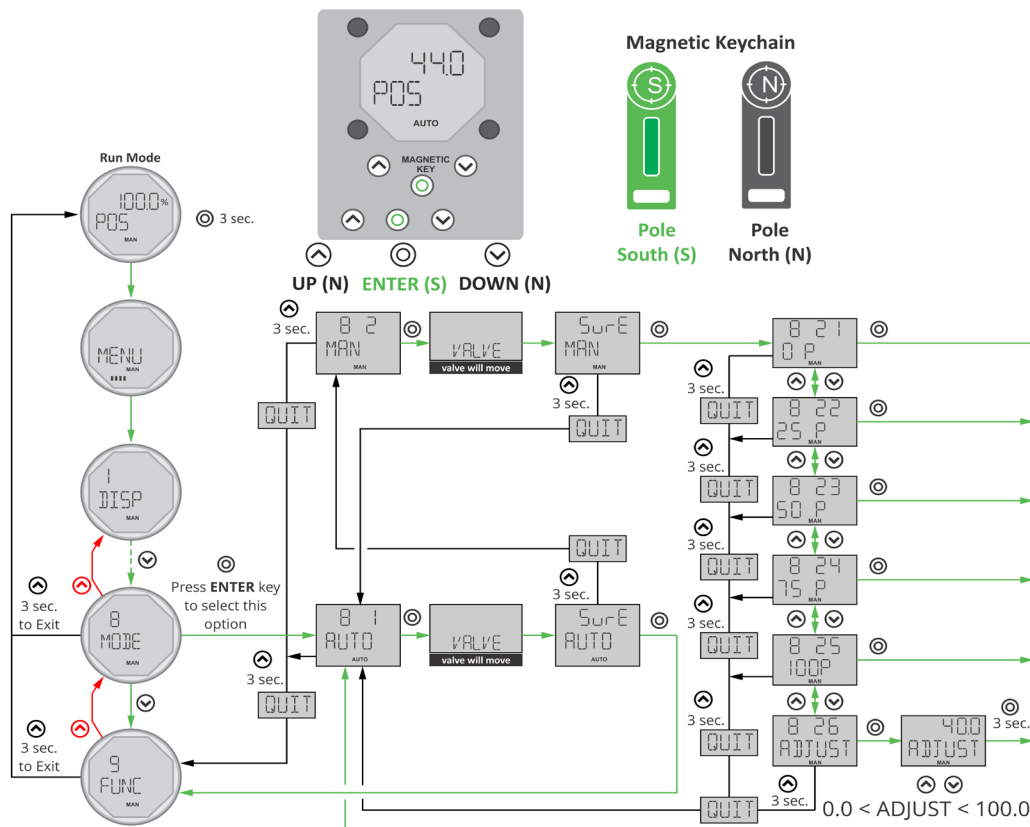 44.0
POS
AUTO
MAGNETIC
KEY
UP (N)
ENTER (S)
DOWN (N)
Magnetic Keychain
S
N
Pole
South (S)
Pole
North (N)
Run Mode
100.0%
POS
MAN
3 sec.
MENU
MAN
1
DISP
MAN
8
MODE
MAN
9
FUNC
MAN
3 sec.
to Exit
3 sec.
to Exit
Press ENTER key
to select this
option
3 sec.
QUIT
8 2
MAN
MAN
VALVE
valve will move
SurE
MAN
MAN
3 sec.
QUIT
QUIT
3 sec.
8 1
AUTO
AUTO
VALVE
valve will move
SurE
AUTO
AUTO
3 sec.
QUIT
8 21
0 P
MAN
3 sec.
QUIT
8 22
25 P
MAN
3 sec.
QUIT
8 23
50 P
MAN
3 sec.
QUIT
8 24
75 P
MAN
3 sec.
QUIT
8 25
100P
MAN
3 sec.
QUIT
8 26
ADJUST
MAN
40.0
ADJUST
MAN
3 sec.
3 sec.
QUIT
0.0 < ADJUST < 100.0